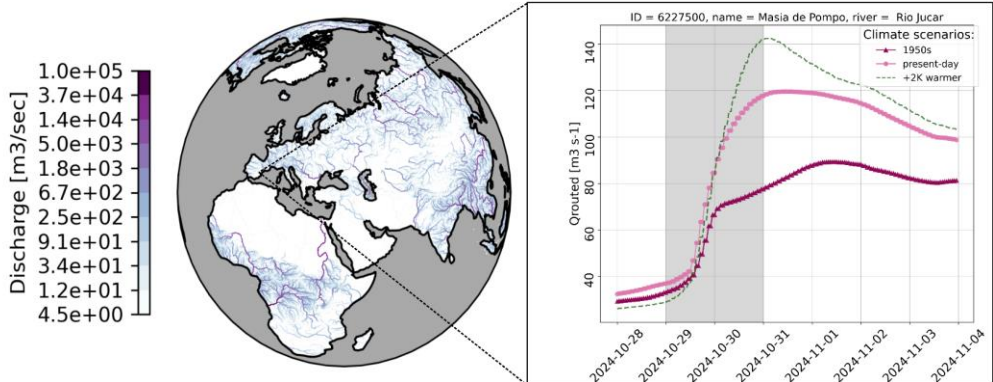 Discharge [m3/sec]
1.0e+05
3.7e+04
1.4e+04
5.0e+03
1.8e+03
6.7e+02
2.5e+02
9.1e+01
3.4e+01
1.2e+01
4.5e+00
ID = 6227500, name = Masia de Pompo, river = Rio Jucar
Climate scenarios:
1950s
present-day
+2K warmer
Qrouted [m3 s-1]
140
120
100
80
60
40
2024-10-28
2024-10-29
2024-10-30
2024-10-31
2024-11-01
2024-11-02
2024-11-03
2024-11-04